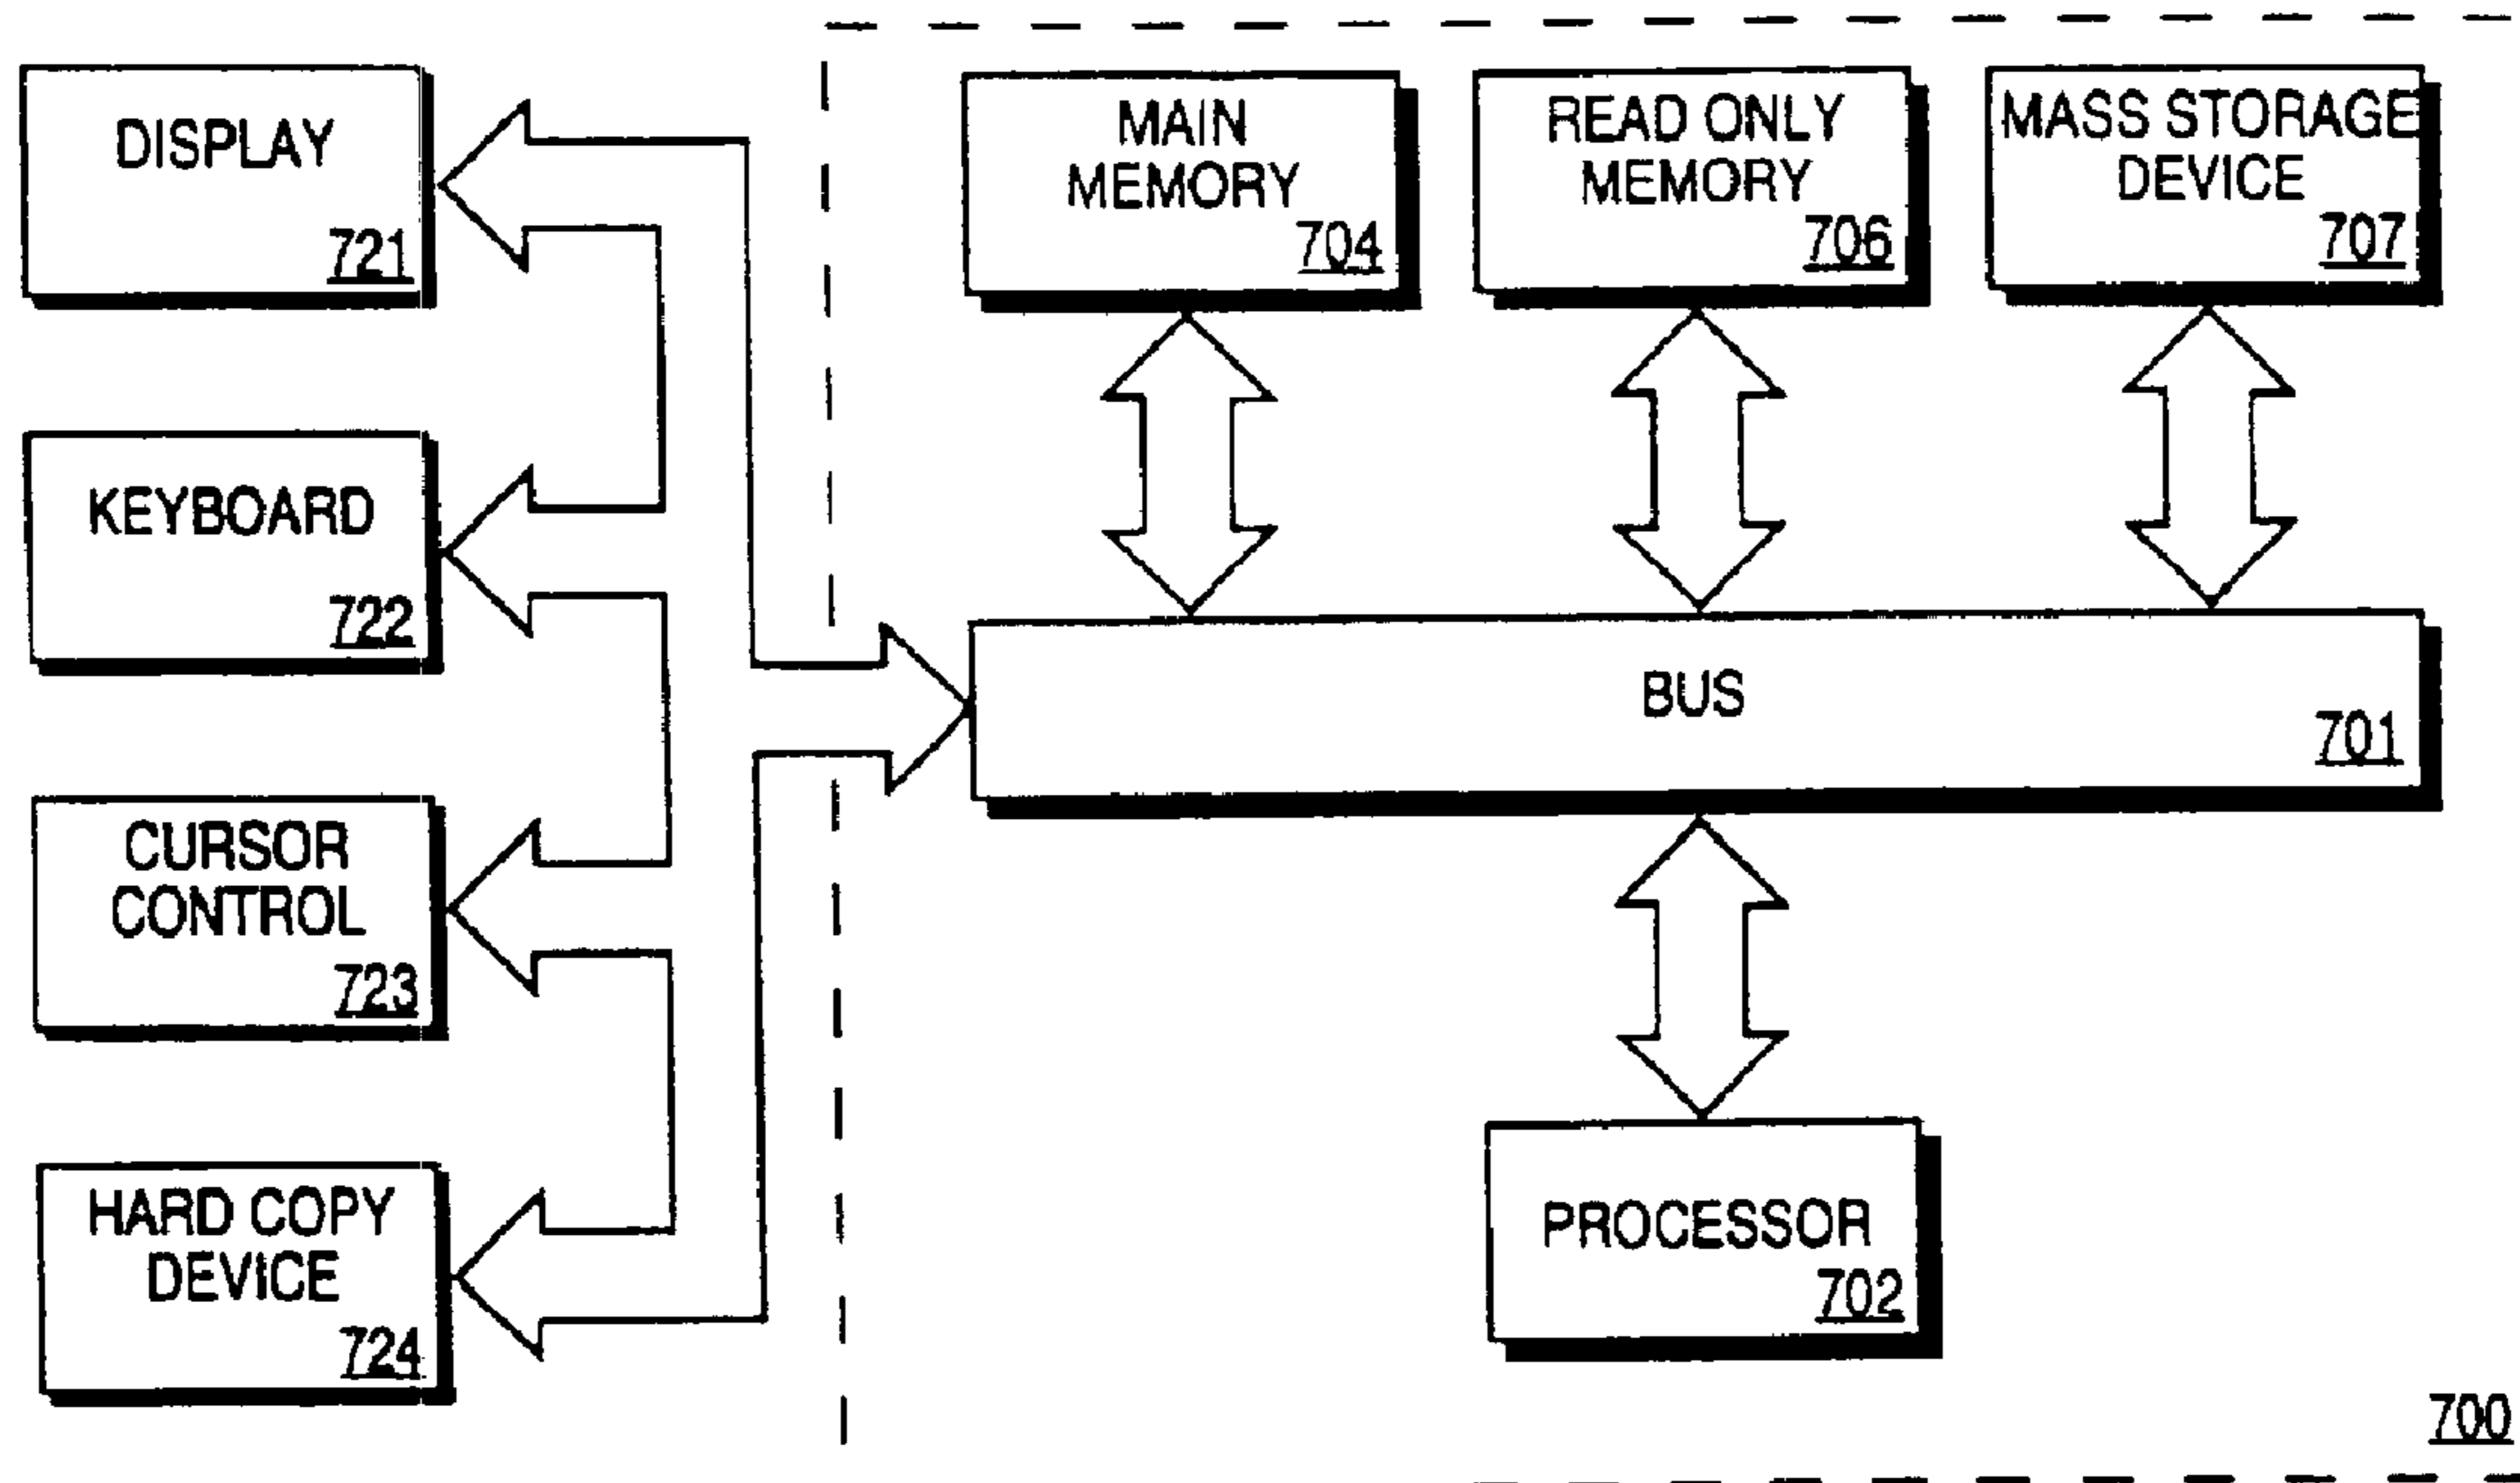 DISPLAY
721
KEYBOARD
722
CURSOR
CONTROL
723
HARD COPY
DEVICE
724
MAIN
MEMORY
704
READ ONLY
MEMORY
706
MASS STORAGE
DEVICE
707
BUS
701
PROCESSOR
702
700